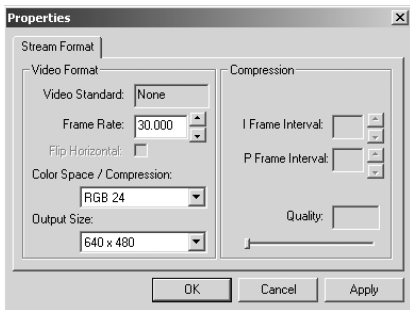 Properties
Stream Format
Video Format
Video Standard: None
Frame Rate: 30.000
Flip Horizontal:
Color Space / Compression:
RGB 24
Output Size:
640 x 480
Compression
I Frame Interval:
P Frame Interval:
Quality:
OK Cancel Apply